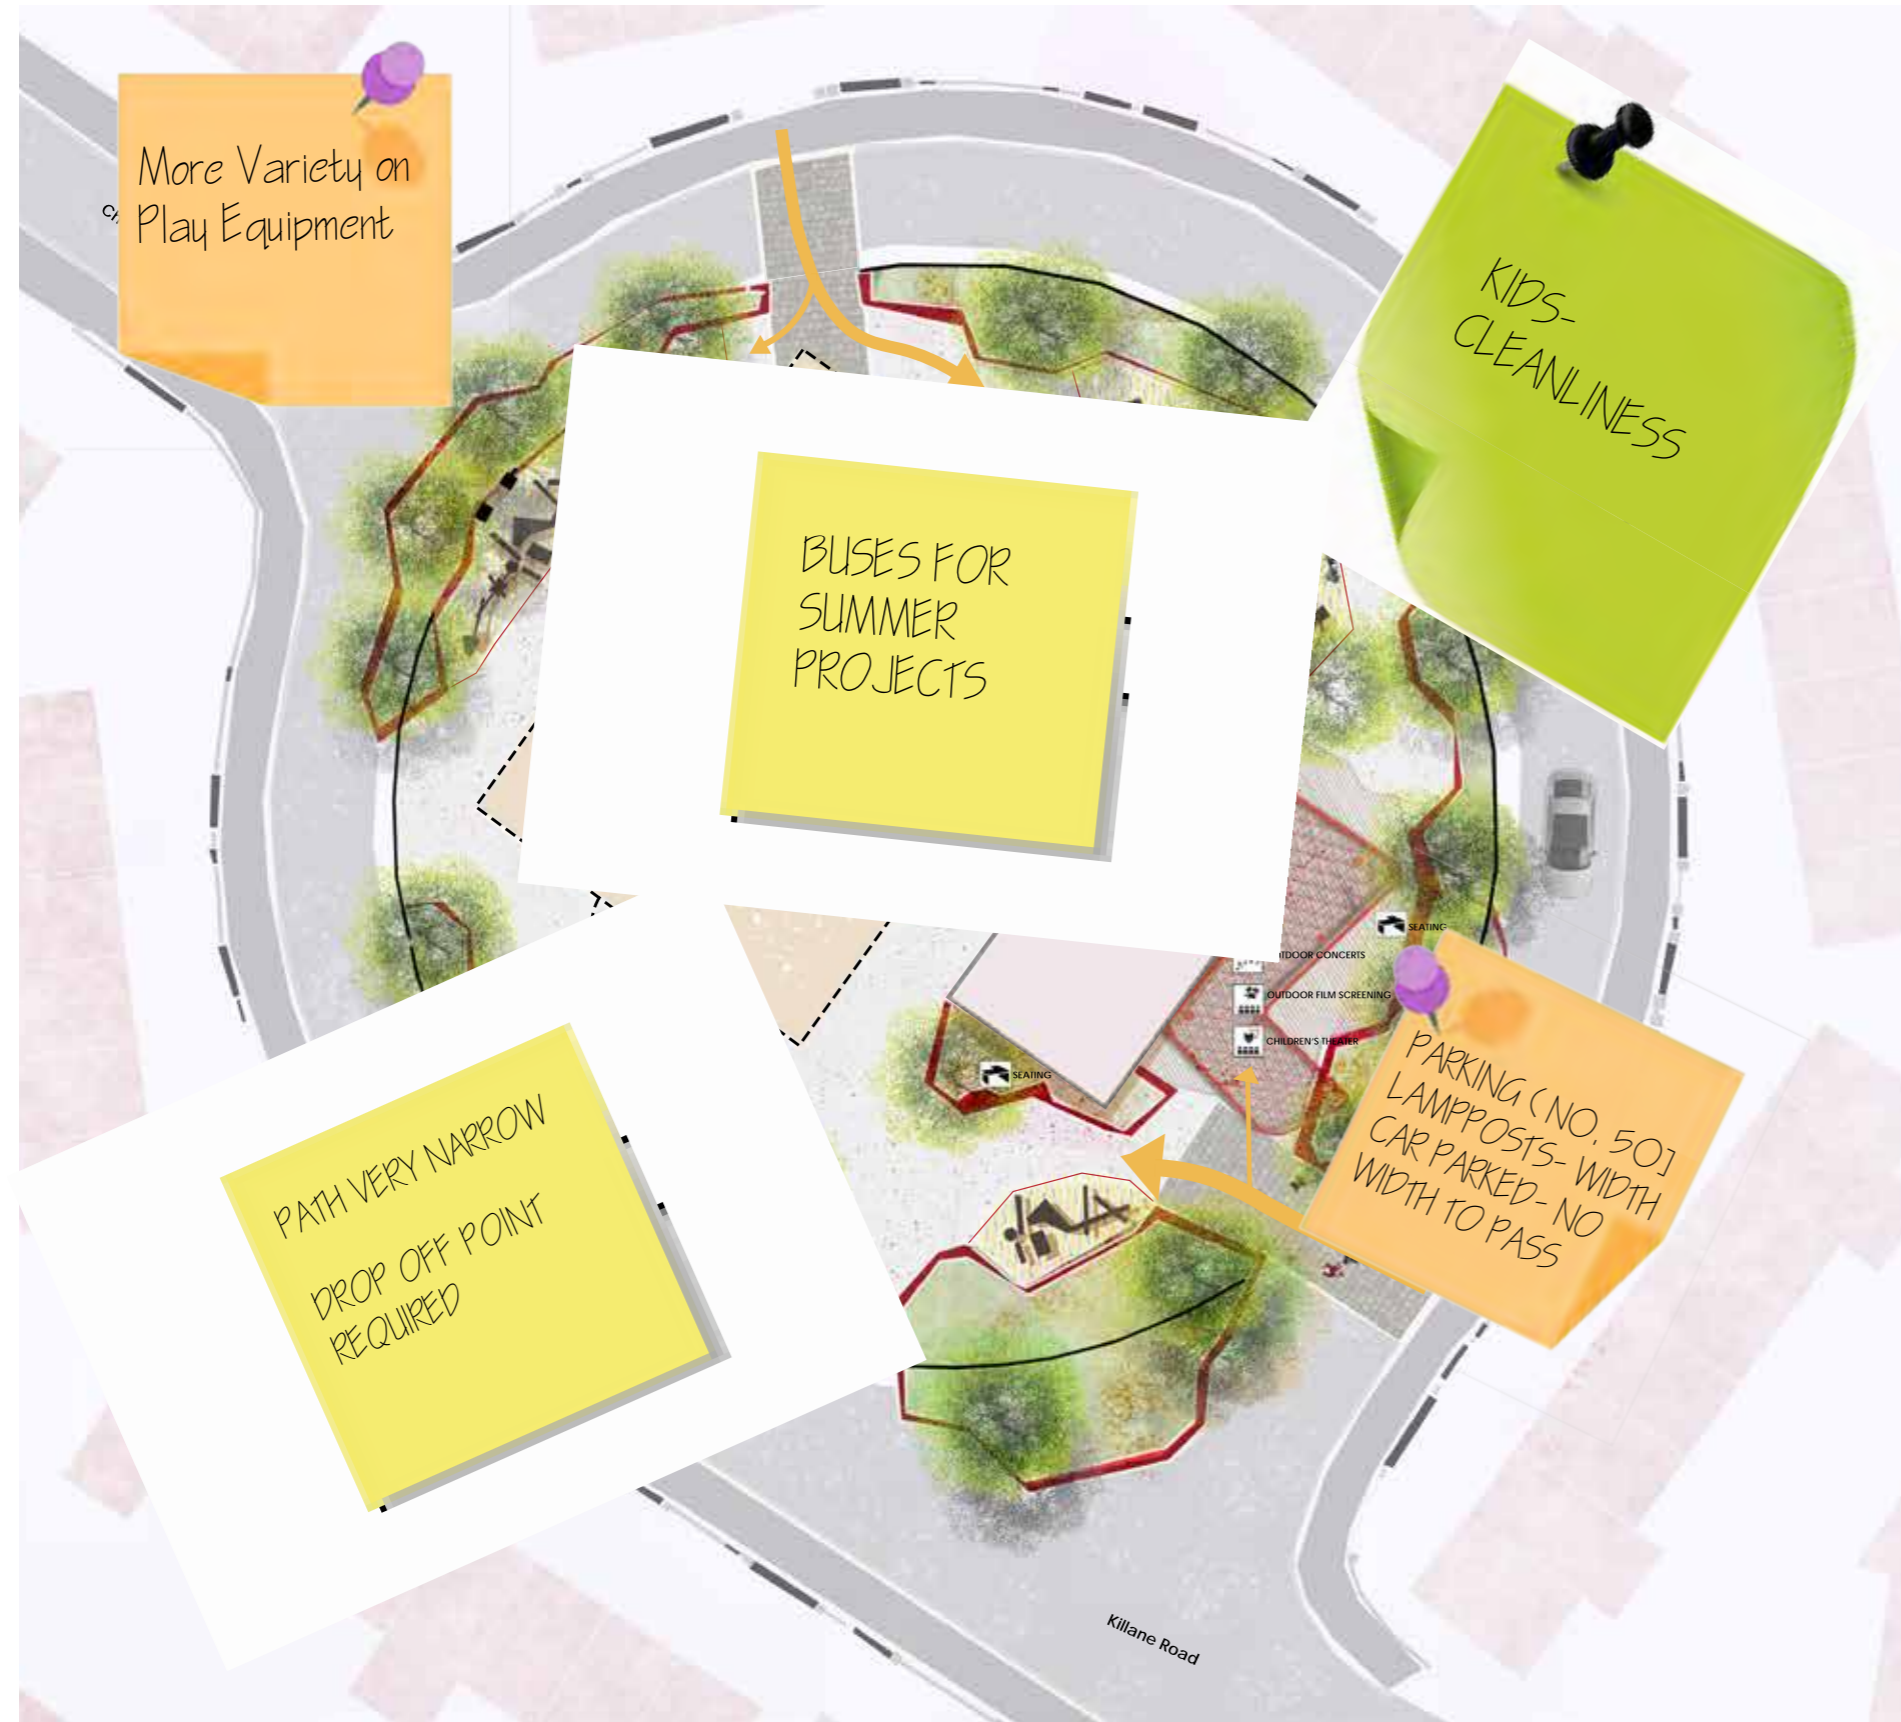 More Variety on
Play Equipment
KIDS-
CLEANLINESS
BUSES FOR
SUMMER
PROJECTS
SEATING
OUTDOOR FILM SCREENING
CHILDREN'S THEATER
SEATING
PARKING (NO. 50]
LAMPPOSTS- WIDTH
CAR PARKED- NO
WIDTH TO PASS
PATH VERY NARROW
DROP OFF POINT
REQUIRED
Killane Road